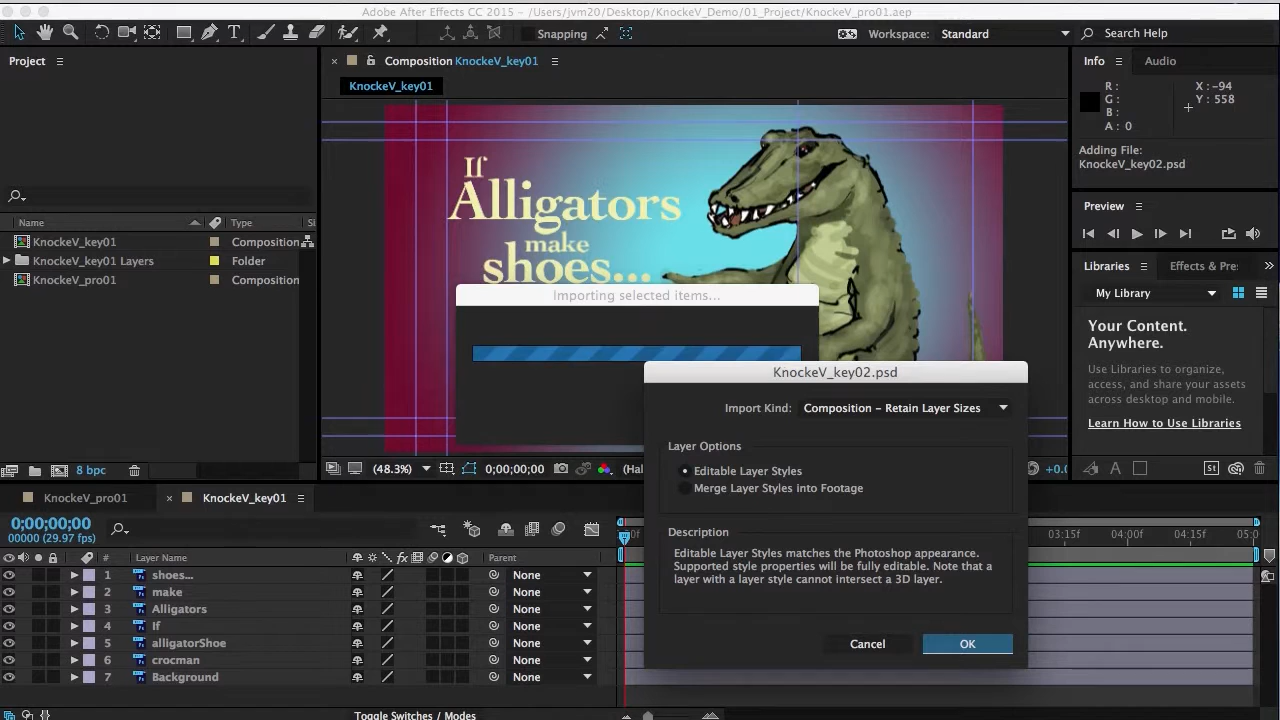 Adobe After Effects CC 2015 - /Users/jvm20/Desktop/KnockeV_Demo/01_Project/KnockeV_pro01.aep
Snapping
Workspace: Standard
Search Help
Project
Composition KnockeV_key01
KnockeV_key01
Info
Audio
R :
G :
B :
A : 0
X : -94
Y : 558
Adding File:
KnockeV_key02.psd
Name
Type
Si
KnockeV_key01
Composition
KnockeV_key01 Layers
Folder
KnockeV_pro01
Composition
8 bpc
If
Alligators
make
shoes...
Preview
Libraries
Effects & Pre:
My Library
Your Content.
Anywhere.
Use Libraries to organize,
access, and share your assets
across desktop and mobile.
Learn How to Use Libraries
St
Importing selected items...
KnockeV_key02.psd
Import Kind: Composition – Retain Layer Sizes
Layer Options
Editable Layer Styles
Merge Layer Styles into Footage
Description
Editable Layer Styles matches the Photoshop appearance.
Supported style properties will be fully editable. Note that a
layer with a layer style cannot intersect a 3D layer.
Cancel
OK
(48.3%)
0;00;00;00
(Hal
+0.0
KnockeV_pro01
KnockeV_key01
0;00;00;00
00000 (29.97 fps)
03:15f
04:00f
04:15f
05:0
# Layer Name
Parent
1 shoes...
None
2 make
None
3 Alligators
None
4 If
None
5 alligatorShoe
None
6 crocman
None
7 Background
None
Toggle Switches / Modes